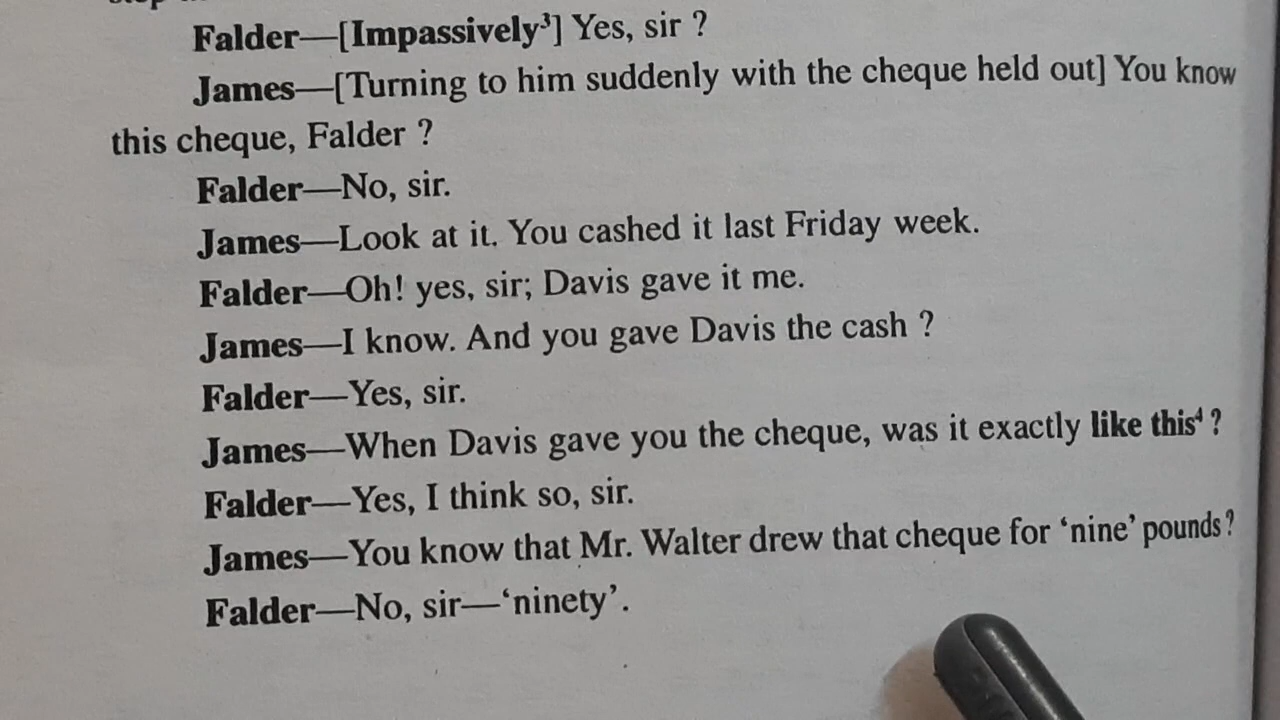 Falder—[Impassively³] Yes, sir ?
James—[Turning to him suddenly with the cheque held out] You know
this cheque, Falder ?
Falder—No, sir.
James—Look at it. You cashed it last Friday week.
Falder—Oh! yes, sir; Davis gave it me.
James—I know. And you gave Davis the cash ?
Falder—Yes, sir.
James—When Davis gave you the cheque, was it exactly like this⁴ ?
Falder—Yes, I think so, sir.
James—You know that Mr. Walter drew that cheque for ‘nine’ pounds ?
Falder—No, sir—‘ninety’.